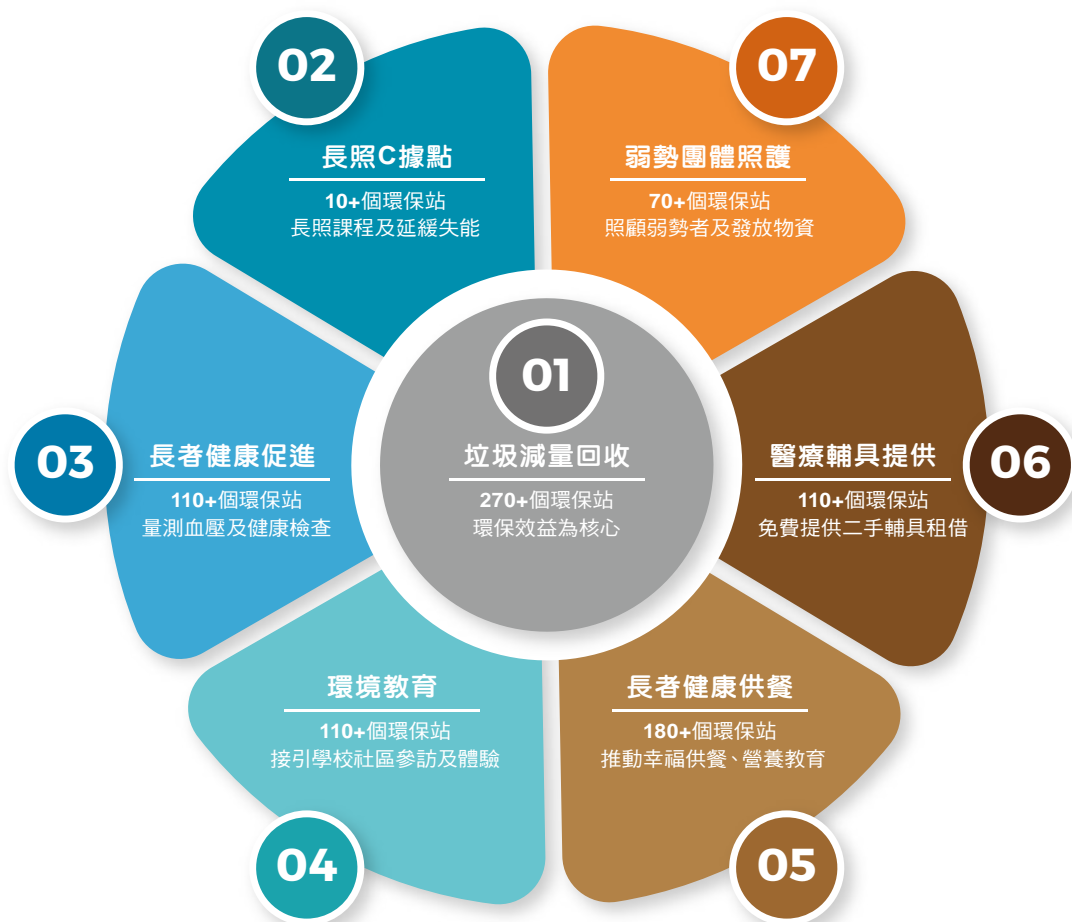 01
垃圾減量回收
270+個環保站
環保效益為核心
02
長照C據點
10+個環保站
長照課程及延緩失能
03
長者健康促進
110+個環保站
量測血壓及健康檢查
04
環境教育
110+個環保站
接引學校社區參訪及體驗
05
長者健康供餐
180+個環保站
推動幸福供餐、營養教育
06
醫療輔具提供
110+個環保站
免費提供二手輔具租借
07
弱勢團體照護
70+個環保站
照顧弱勢者及發放物資